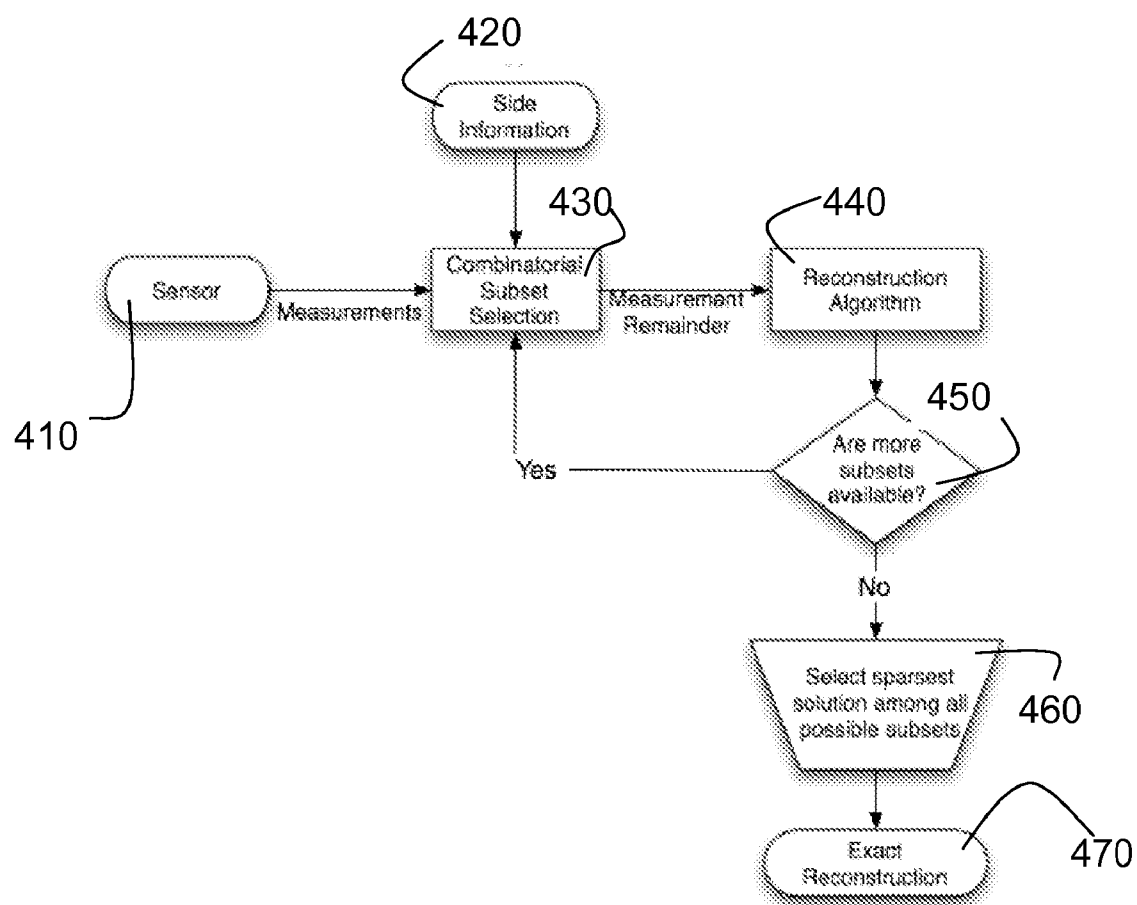 420
Side
Information
430
440
Combinatorial
Subset
Selection
Reconstruction
Algorithm
Sensor
Measurements
Measurement
Remainder
410
450
Are more
subsets
available?
Yes
No
Select sparsest
solution among all
possible subsets
460
Exact
Reconstruction
470